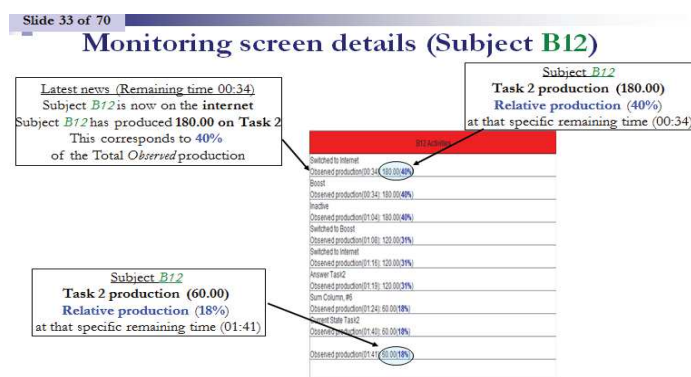 Slide 33 of 70
Monitoring screen details (Subject B12)
Latest news (Remaining time 00:34)
Subject B12 is now on the internet
Subject B12 has produced 180.00 on Task 2
This corresponds to 40%
of the Total Observed production
Subject B12
Task 2 production (180.00)
Relative production (40%)
at that specific remaining time (00:34)
B12 Activities
Switched to Internet
Observed production(00:34): 180.00(40%)
Boost
Observed production(00:34): 180.00(40%)
Inactive
Observed production(01:04): 180.00(40%)
Switched to Boost
Observed production(01:08): 120.00(31%)
Switched to Internet
Observed production(01:16): 120.00(31%)
Answer Task2
Observed production(01:19): 120.00(31%)
Sum Column, #6
Observed production(01:24): 60.00(18%)
Current State Task2
Observed production(01:40): 60.00(18%)
Observed production(01:41): 60.00(18%)
Subject B12
Task 2 production (60.00)
Relative production (18%)
at that specific remaining time (01:41)